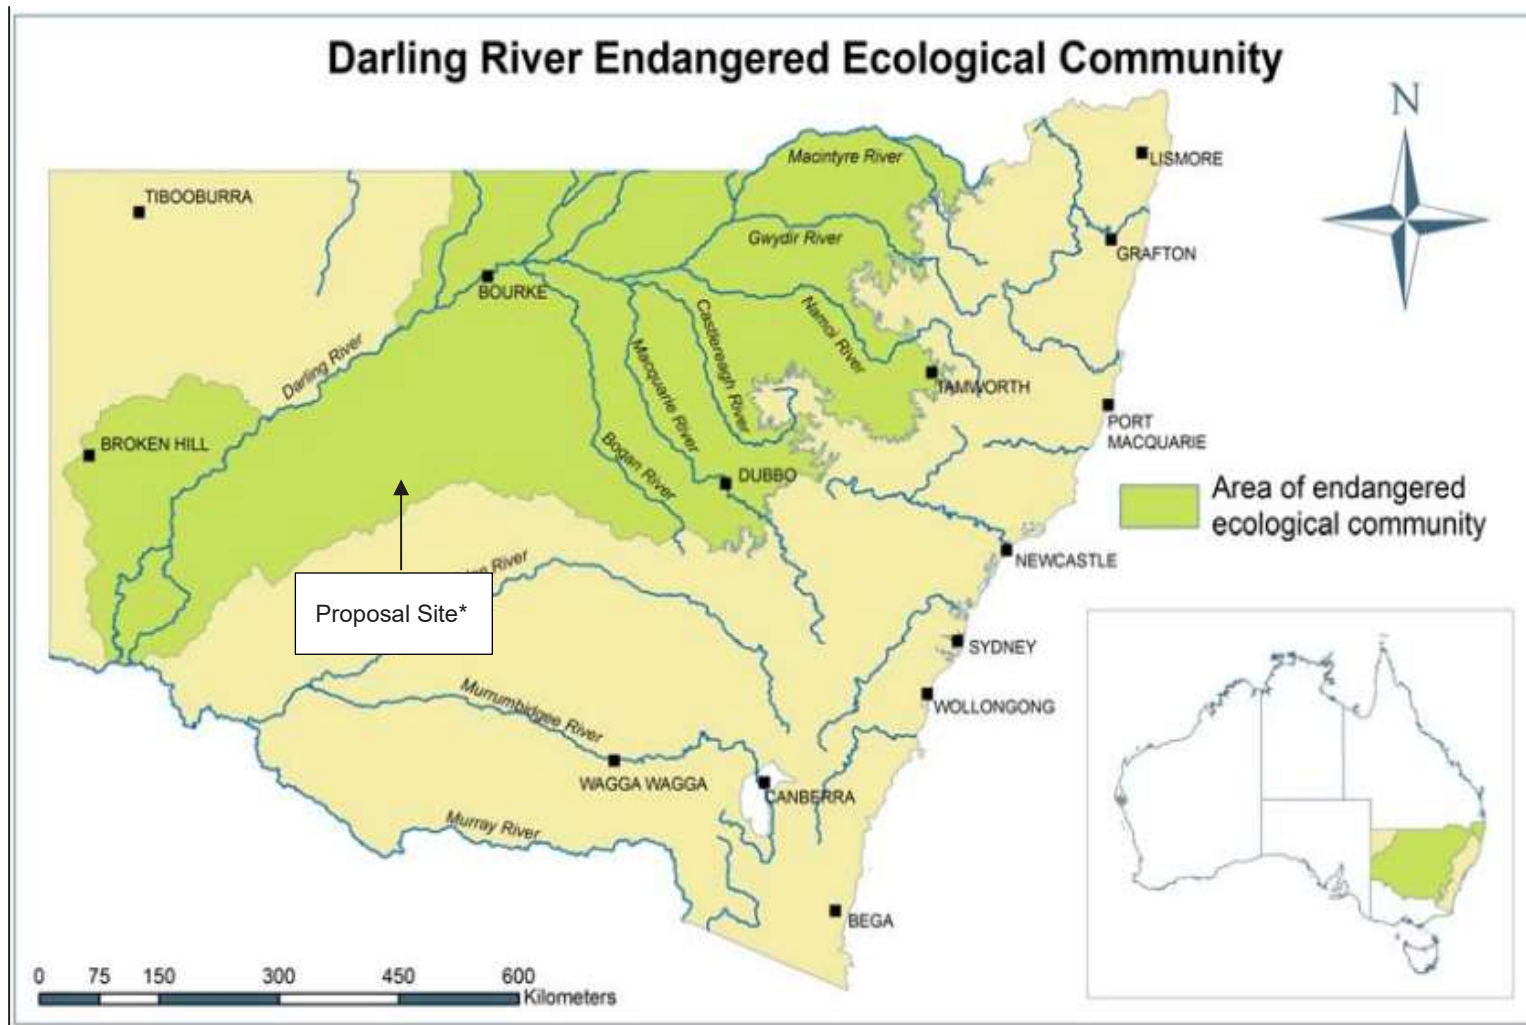 Darling River Endangered Ecological Community
N
Macintyre River
LISMORE
TIBOOBURRA
Gwydir River
GRAFTON
BOURKE
Castlereagh River
Namoi River
Darling River
Macquarie River
TAMWORTH
PORT
MACQUARIE
BROKEN HILL
Bogan River
DUBBO
Area of endangered
ecological community
NEWCASTLE
River
Proposal Site*
SYDNEY
Murrumbidgee River
WOLLONGONG
WAGGA WAGGA
CANBERRA
Murray River
BEGA
0 75 150 300 450 600
Kilometers